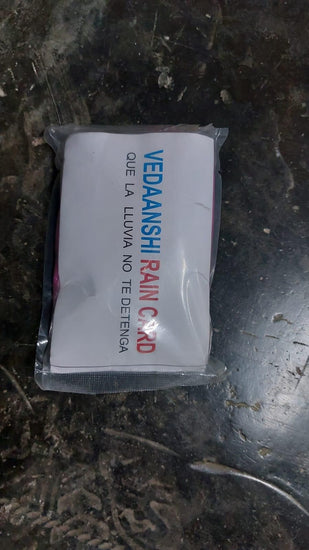 VEDAANSHI RAIN CARD
QUE LA LLUVIA NO TE DETENGA